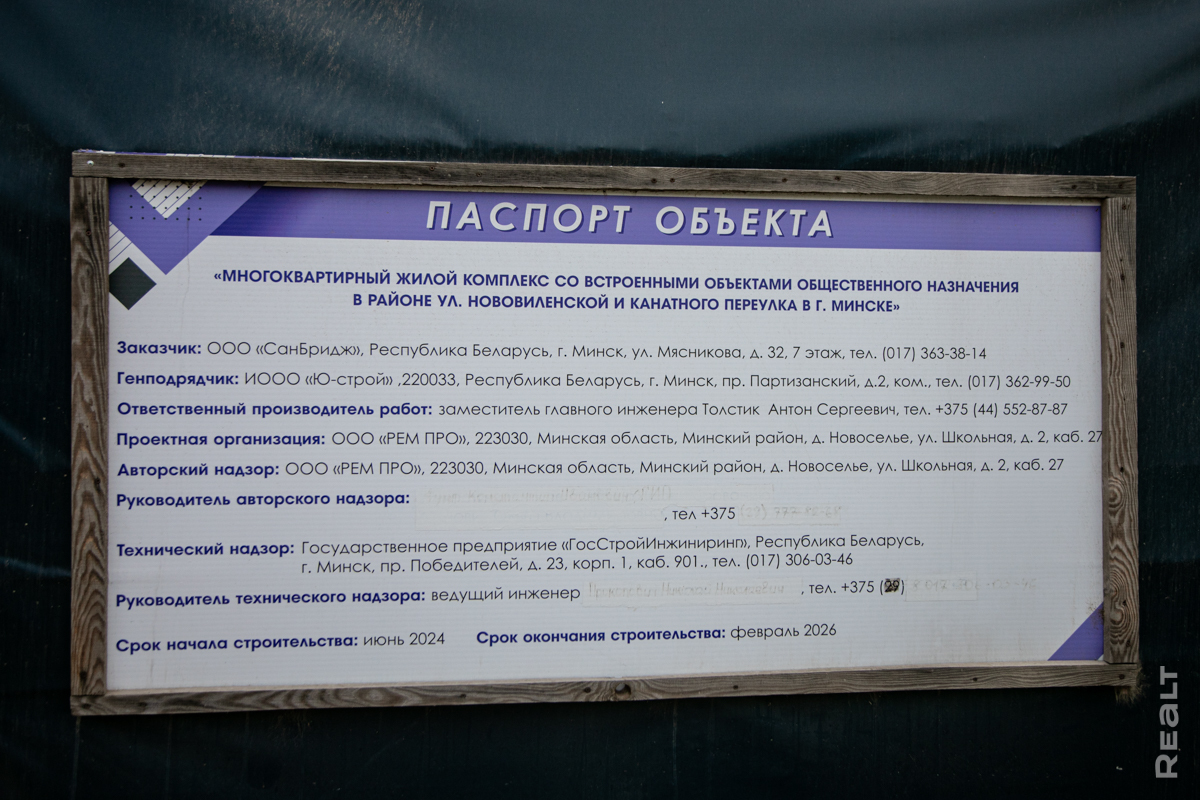 ПАСПОРТ ОБЪЕКТА
«МНОГОКВАРТИРНЫЙ ЖИЛОЙ КОМПЛЕКС СО ВСТРОЕННЫМИ ОБЪЕКТАМИ ОБЩЕСТВЕННОГО НАЗНАЧЕНИЯ
В РАЙОНЕ УЛ. НОВОВИЛЕНСКОЙ И КАНАТНОГО ПЕРЕУЛКА В Г. МИНСКЕ»
Заказчик: ООО «СанБридж», Республика Беларусь, г. Минск, ул. Мясникова, д. 32, 7 этаж, тел. (017) 363-38-14
Генподрядчик: ИООО «Ю-строй» ,220033, Республика Беларусь, г. Минск, пр. Партизанский, д.2, ком., тел. (017) 362-99-50
Ответственный производитель работ: заместитель главного инженера Толстик Антон Сергеевич, тел. +375 (44) 552-87-87
Проектная организация: ООО «РЕМ ПРО», 223030, Минская область, Минский район, д. Новоселье, ул. Школьная, д. 2, каб. 27
Авторский надзор: ООО «РЕМ ПРО», 223030, Минская область, Минский район, д. Новоселье, ул. Школьная, д. 2, каб. 27
Руководитель авторского надзора:
, тел +375
Технический надзор: Государственное предприятие «ГосСтройИнжиниринг», Республика Беларусь,
г. Минск, пр. Победителей, д. 23, корп. 1, каб. 901., тел. (017) 306-03-46
Руководитель технического надзора: ведущий инженер , тел. +375 (29)
Срок начала строительства: июнь 2024 Срок окончания строительства: февраль 2026
REALT